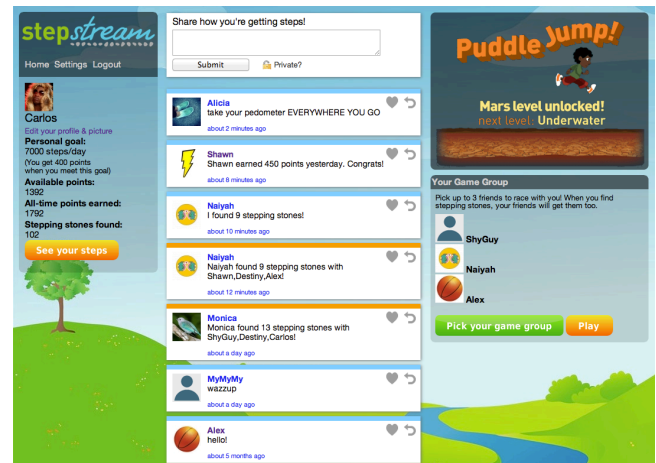 stepstream
Home Settings Logout
Carlos
Edit your profile & picture
Personal goal:
7000 steps/day
(You get 400 points
when you meet this goal)
Available points:
1392
All-time points earned:
1792
Stepping stones found:
102
See your steps
Share how you're getting steps!
Submit
Private?
Alicia
take your pedometer EVERYWHERE YOU GO
about 2 minutes ago
Shawn
Shawn earned 450 points yesterday. Congrats!
about 8 minutes ago
Naiyah
I found 9 stepping stones!
about 10 minutes ago
Naiyah
Naiyah found 9 stepping stones with
Shawn,Destiny,Alex!
about 12 minutes ago
Monica
Monica found 13 stepping stones with
ShyGuy,Destiny,Carlos!
about a day ago
MyMyMy
wazzup
about a day ago
Alex
hello!
about 5 months ago
Puddle Jump!
Mars level unlocked!
next level: Underwater
Your Game Group
Pick up to 3 friends to race with you! When you find
stepping stones, your friends will get them too.
ShyGuy
Naiyah
Alex
Pick your game group
Play